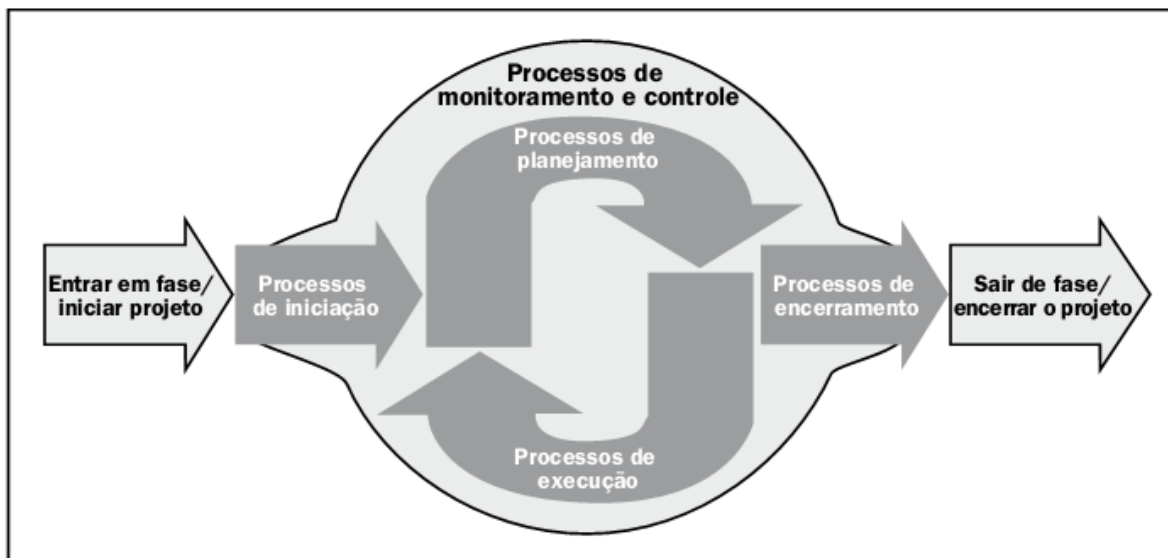 Processos de
monitoramento e controle
Processos de
planejamento
Entrar em fase/
iniciar projeto
Processos
de iniciação
Processos
de encerramento
Sair de fase/
encerrar o projeto
Processos de
execução